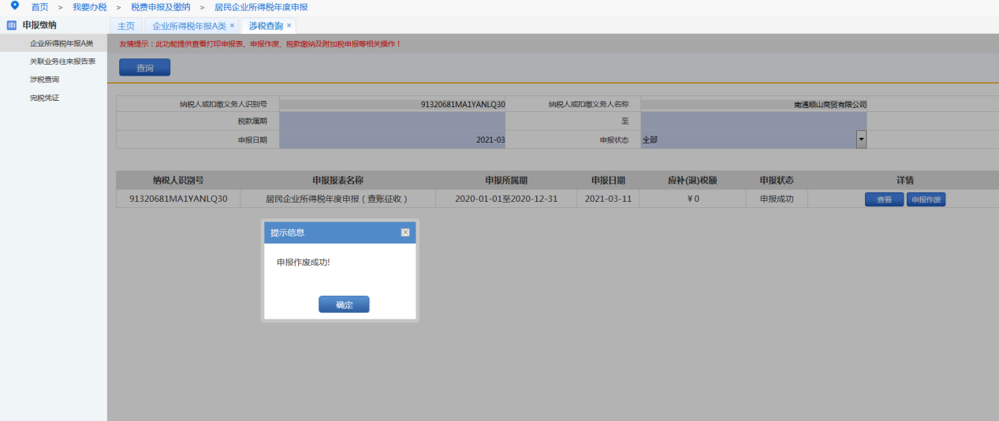 首页 > 我要办税 > 税费申报及缴纳 > 居民企业所得税年度申报
申 申报缴纳
主页 企业所得税年报A类 × 涉税查询 ×
企业所得税年报A类
关联业务往来报告表
涉税查询
完税凭证
友情提示：此功能提供查看打印申报表、申报作废、税款缴纳及附加税申报等相关操作！
查询
纳税人或扣缴义务人识别号 91320681MA1YANLQ30 纳税人或扣缴义务人名称 南通顺山商贸有限公司
税款属期 至
申报日期 2021-03 申报状态 全部
纳税人识别号 申报报表名称 申报所属期 申报日期 应补(退)税额 申报状态 详情
91320681MA1YANLQ30 居民企业所得税年度申报（查账征收） 2020-01-01至2020-12-31 2021-03-11 ￥0 申报成功 查看 申报作废
提示信息
申报作废成功!
确定